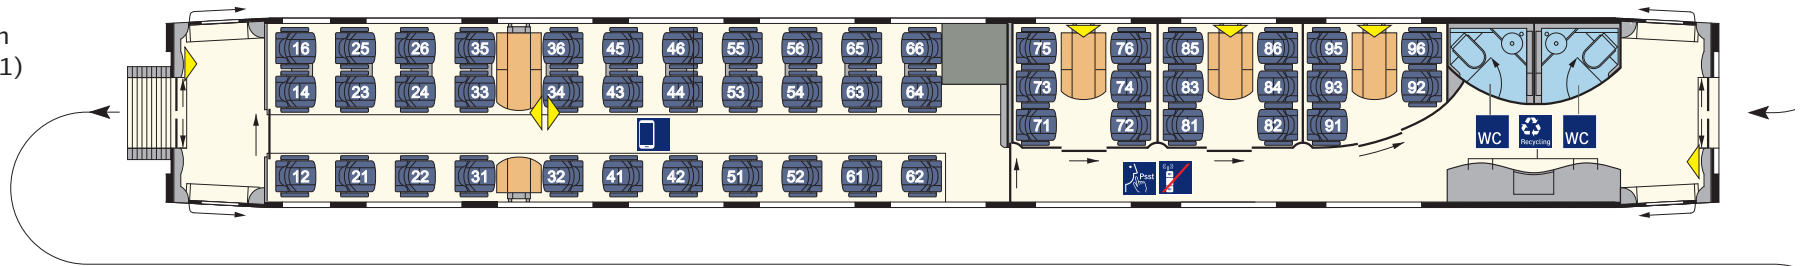 n
1)
16 25 26 35 36 45 46 55 56 65 66 75 76 85 86 95 96
14 23 24 33 34 43 44 53 54 63 64 73 74 83 84 93 92
71 72 81 82 91
WC Recycling WC
12 21 22 31 32 41 42 51 52 61 62 Psst